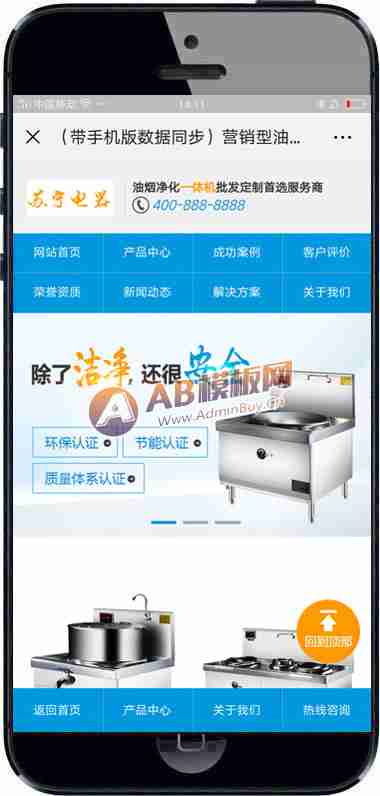 中国移动
14:11
（带手机版数据同步）营销型油...
苏宁电器
油烟净化一体机批发定制首选服务商
400-888-8888
网站首页 产品中心 成功案例 客户评价
荣誉资质 新闻动态 解决方案 关于我们
除了洁净，还很安全
AB模板网
www.AdminBuy.cn
环保认证 节能认证
质量体系认证
回到顶部
返回首页 产品中心 关于我们 热线咨询